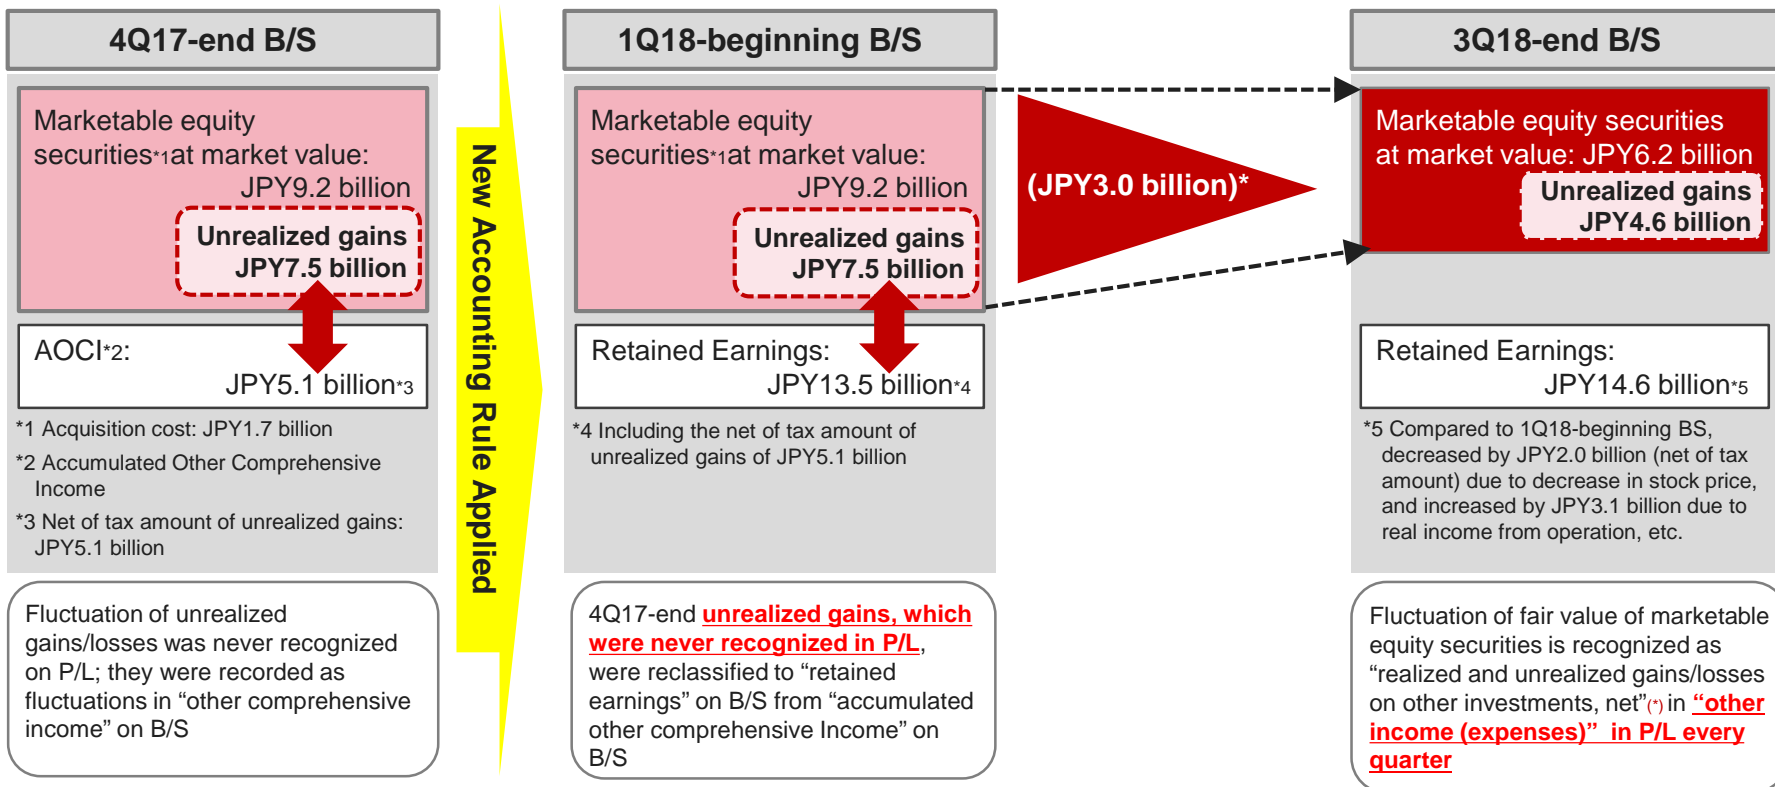 4Q17-end B/S
Marketable equity
securities*1at market value:
JPY9.2 billion
Unrealized gains
JPY7.5 billion
AOCI*2:
JPY5.1 billion*3
*1 Acquisition cost: JPY1.7 billion
*2 Accumulated Other Comprehensive
Income
*3 Net of tax amount of unrealized gains:
JPY5.1 billion
Fluctuation of unrealized
gains/losses was never recognized
on P/L; they were recorded as
fluctuations in “other comprehensive
income” on B/S
New Accounting Rule Applied
1Q18-beginning B/S
Marketable equity
securities*1at market value:
JPY9.2 billion
Unrealized gains
JPY7.5 billion
Retained Earnings:
JPY13.5 billion*4
*4 Including the net of tax amount of
unrealized gains of JPY5.1 billion
4Q17-end unrealized gains, which
were never recognized in P/L,
were reclassified to “retained
earnings” on B/S from “accumulated
other comprehensive Income” on
B/S
(JPY3.0 billion)*
3Q18-end B/S
Marketable equity securities
at market value: JPY6.2 billion
Unrealized gains
JPY4.6 billion
Retained Earnings:
JPY14.6 billion*5
*5 Compared to 1Q18-beginning BS,
decreased by JPY2.0 billion (net of tax
amount) due to decrease in stock price,
and increased by JPY3.1 billion due to
real income from operation, etc.
Fluctuation of fair value of marketable
equity securities is recognized as
“realized and unrealized gains/losses
on other investments, net”(*) in “other
income (expenses)” in P/L every
quarter